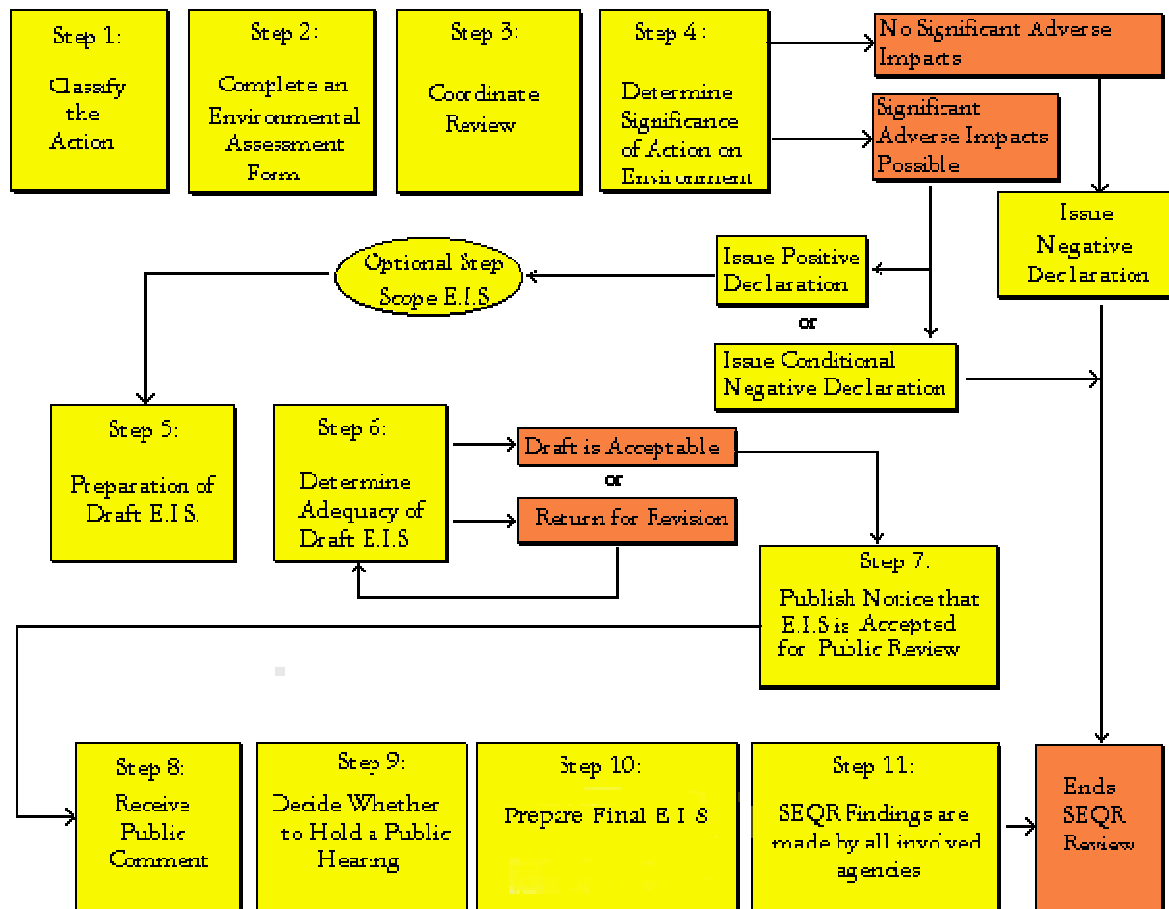 Step 1:
Classify
the
Action
Step 2:
Complete an
Environmental
Assessment
Form
Step 3:
Coordinate
Review
Step 4:
Determine
Significance
of Action on
Environment
No Significant Adverse
Impacts
Significant
Adverse Impacts
Possible
Issue
Negative
Declaration
Issue Positive
Declaration
or
Issue Conditional
Negative Declaration
Optional Step
Scope E.I.S
Step 5:
Preparation of
Draft E.I.S.
Step 6:
Determine
Adequacy of
Draft E.I.S
Draft is Acceptable
or
Return for Revision
Step 7.
Publish Notice that
E.I.S is Accepted
for Public Review
Step 8:
Receive
Public
Comment
Step 9:
Decide Whether
to Hold a Public
Hearing
Step 10:
Prepare Final E.I.S
Step 11:
SEQR Findings are
made by all involved
agencies
Ends
SEQR
Review